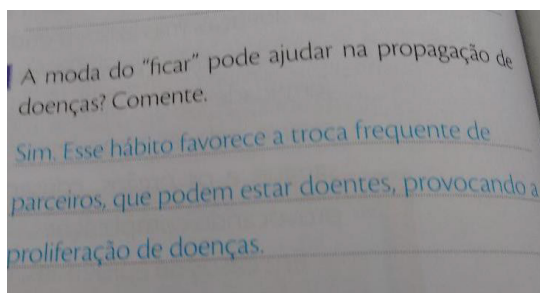 A moda do “ficar” pode ajudar na propagação de
doenças? Comente.
Sim. Esse hábito favorece a troca frequente de
parceiros, que podem estar doentes, provocando a
proliferação de doenças.